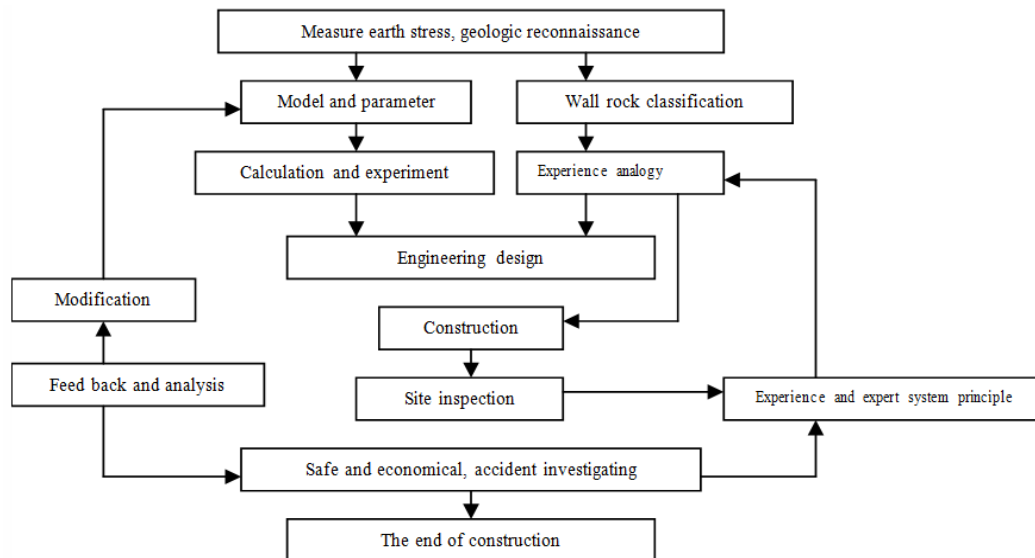 Measure earth stress, geologic reconnaissance
Model and parameter
Wall rock classification
Calculation and experiment
Experience analogy
Engineering design
Modification
Construction
Feed back and analysis
Site inspection
Experience and expert system principle
Safe and economical, accident investigating
The end of construction